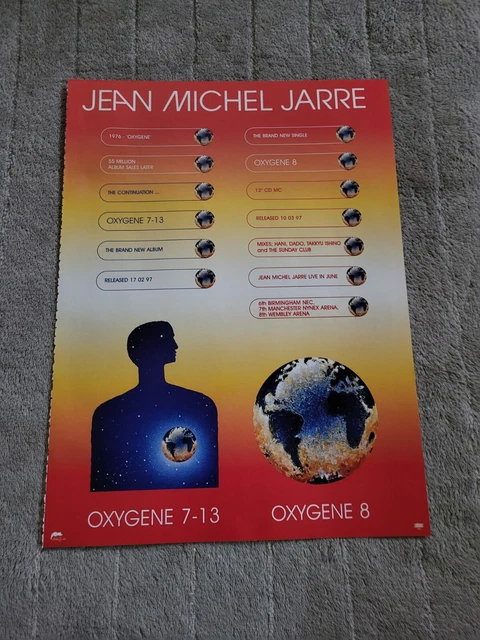 JEAN MICHEL JARRE
1976 - 'OXYGENE'
55 MILLION
ALBUM SALES LATER
THE CONTINUATION ...
OXYGENE 7-13
THE BRAND NEW ALBUM
RELEASED 17 02 97
THE BRAND NEW SINGLE
OXYGENE 8
12" CD MC
RELEASED 10 03 97
MIXES; HANI, DADO, TAKKYU ISHINO
and THE SUNDAY CLUB
JEAN MICHEL JARRE LIVE IN JUNE
6th BIRMINGHAM NEC,
7th MANCHESTER NYNEX ARENA,
8th WEMBLEY ARENA
OXYGENE 7-13
OXYGENE 8